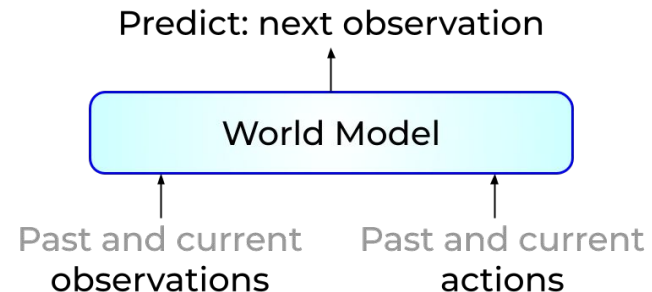 Predict: next observation
World Model
Past and current
observations
Past and current
actions